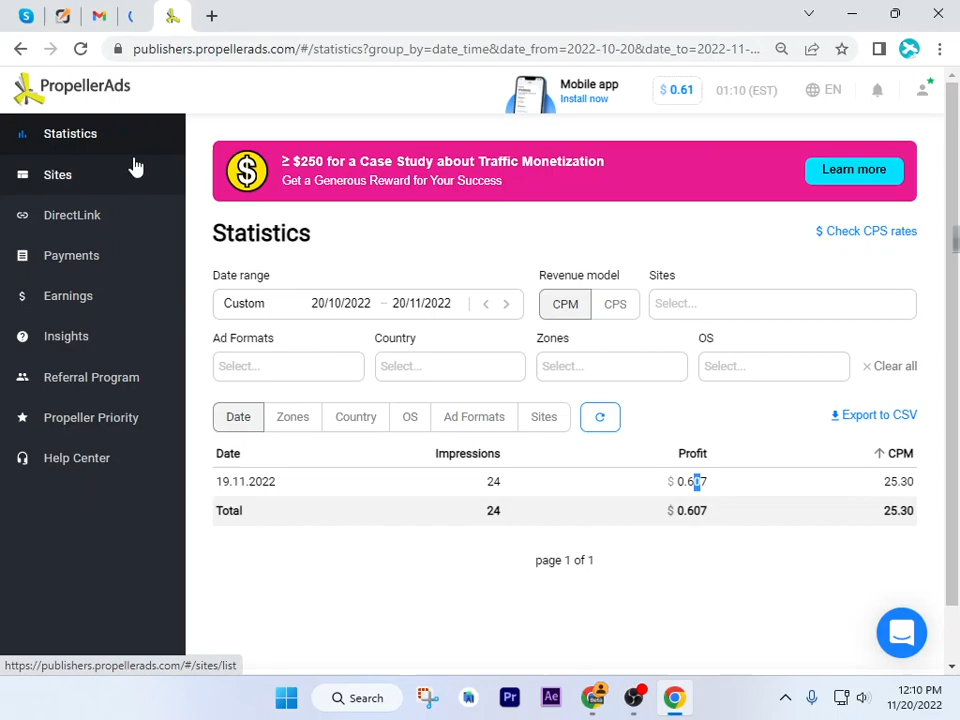 publishers.propellerads.com/#/statistics?group_by=date_time&date_from=2022-10-20&date_to=2022-11-...
PropellerAds
Mobile app
Install now
$ 0.61
01:10 (EST)
EN
Statistics
Sites
DirectLink
Payments
Earnings
Insights
Referral Program
Propeller Priority
Help Center
≥ $250 for a Case Study about Traffic Monetization
Get a Generous Reward for Your Success
Learn more
Statistics
$ Check CPS rates
Date range
Revenue model
Sites
Custom 20/10/2022 – 20/11/2022
CPM
CPS
Select...
Ad Formats
Country
Zones
OS
Select...
Select...
Select...
Select...
× Clear all
Date
Zones
Country
OS
Ad Formats
Sites
Export to CSV
Date Impressions Profit CPM
19.11.2022 24 $ 0.607 25.30
Total 24 $ 0.607 25.30
page 1 of 1
https://publishers.propellerads.com/#/sites/list
Search
Pr
Ae
12:10 PM
11/20/2022